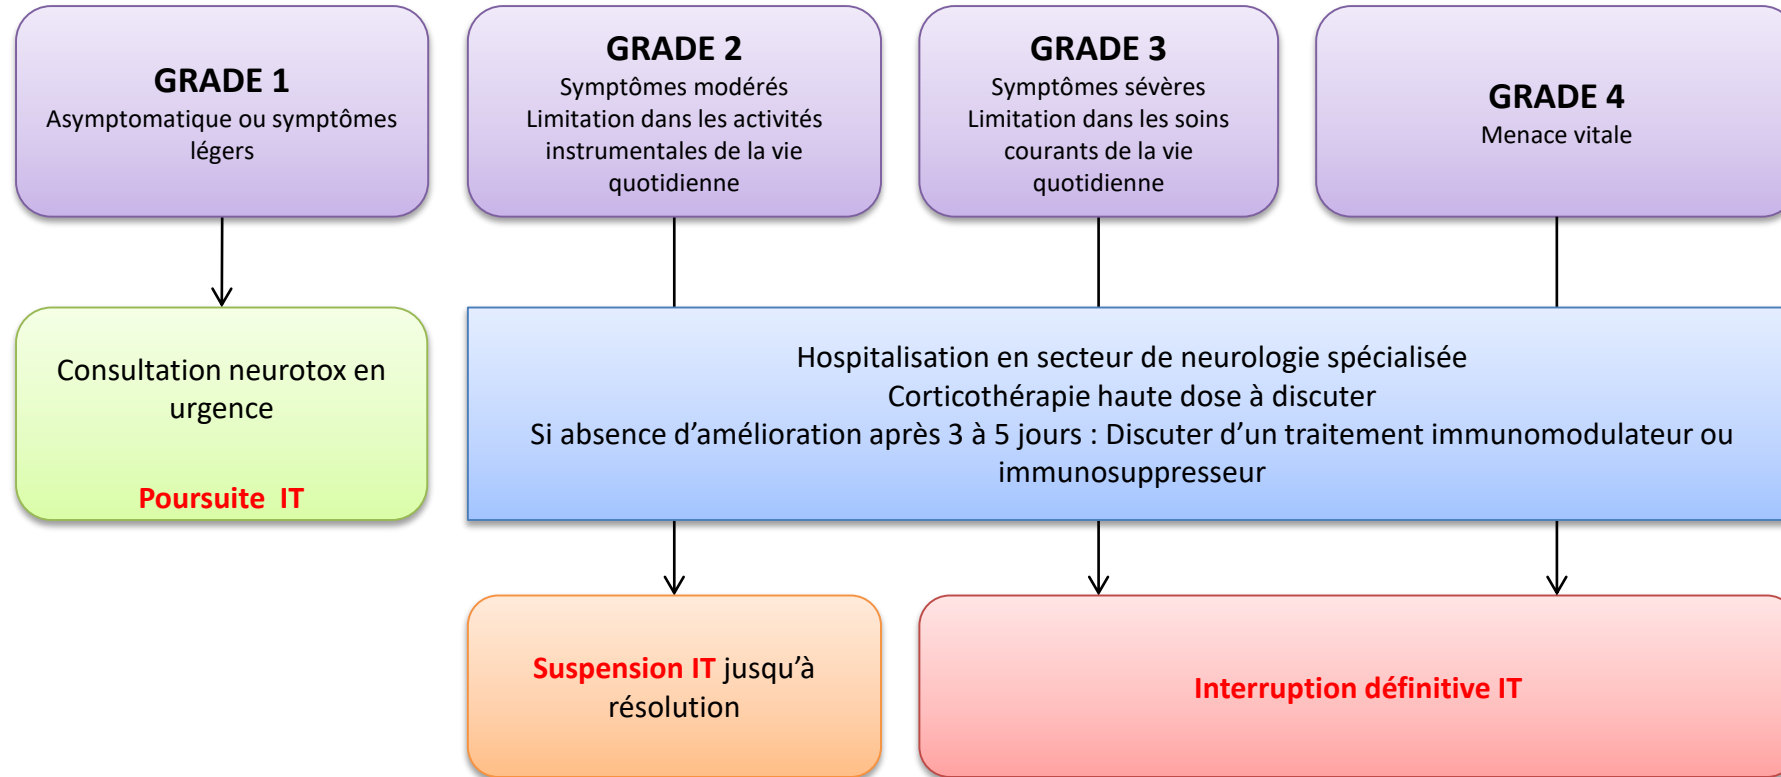 GRADE 1
Asymptomatique ou symptômes
légers
GRADE 2
Symptômes modérés
Limitation dans les activités
instrumentales de la vie
quotidienne
GRADE 3
Symptômes sévères
Limitation dans les soins
courants de la vie
quotidienne
GRADE 4
Menace vitale
Consultation neurotox en
urgence
Poursuite  IT
Hospitalisation en secteur de neurologie spécialisée
Corticothérapie haute dose à discuter
Si absence d’amélioration après 3 à 5 jours : Discuter d’un traitement immunomodulateur ou
immunosuppresseur
Suspension IT jusqu’à
résolution
Interruption définitive IT